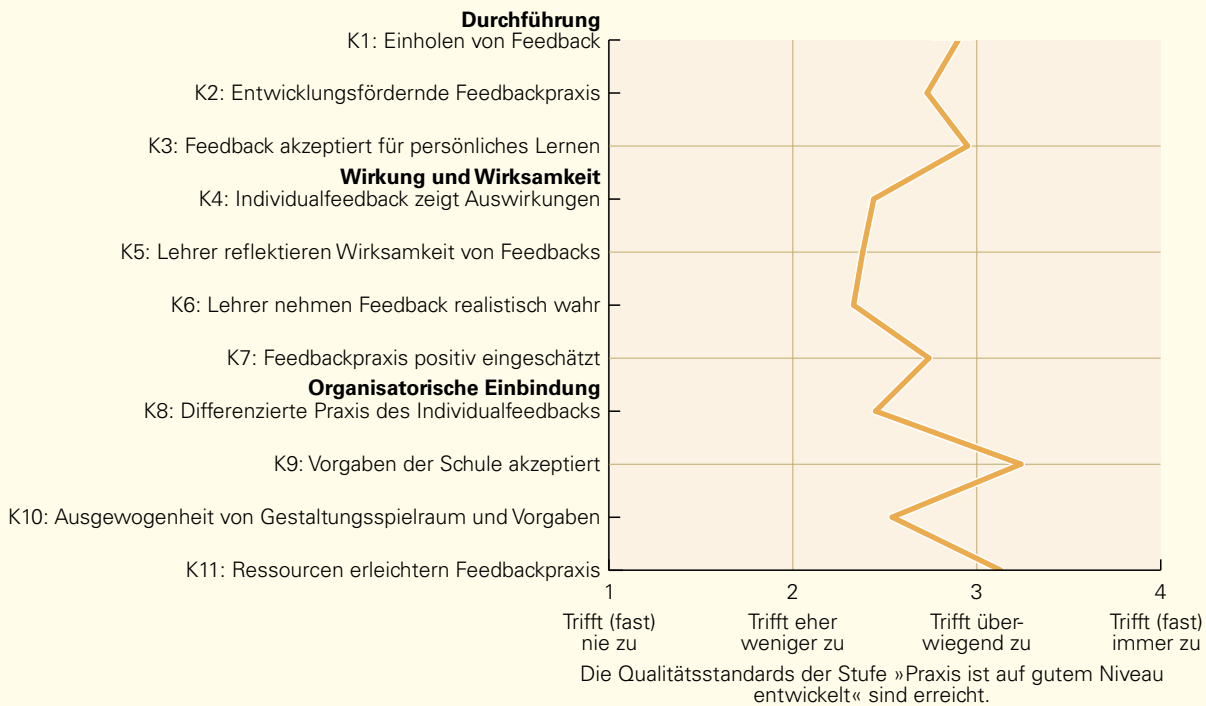 Durchführung
K1: Einholen von Feedback
K2: Entwicklungsfördernde Feedbackpraxis
K3: Feedback akzeptiert für persönliches Lernen
Wirkung und Wirksamkeit
K4: Individualfeedback zeigt Auswirkungen
K5: Lehrer reflektieren Wirksamkeit von Feedbacks
K6: Lehrer nehmen Feedback realistisch wahr
K7: Feedbackpraxis positiv eingeschätzt
Organisatorische Einbindung
K8: Differenzierte Praxis des Individualfeedbacks
K9: Vorgaben der Schule akzeptiert
K10: Ausgewogenheit von Gestaltungsspielraum und Vorgaben
K11: Ressourcen erleichtern Feedbackpraxis
1 2 3 4
Trifft (fast) Trifft eher Trifft über- Trifft (fast)
nie zu weniger zu wiegend zu immer zu
Die Qualitätsstandards der Stufe »Praxis ist auf gutem Niveau
entwickelt« sind erreicht.